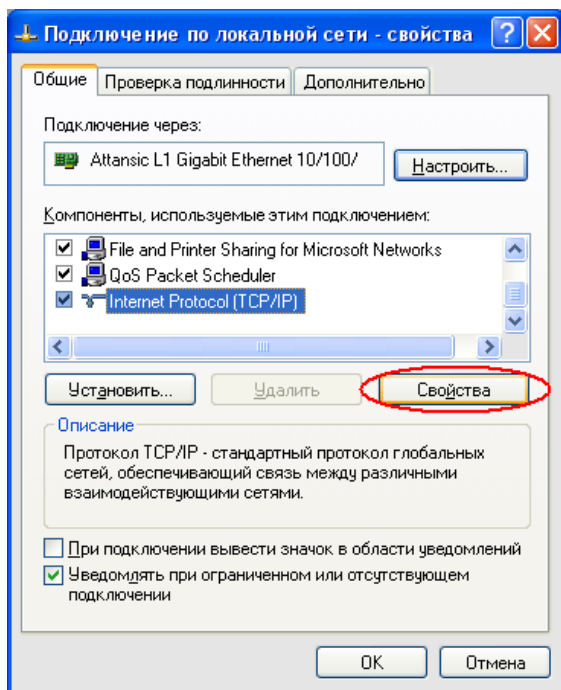 Подключение по локальной сети - свойства
Общие Проверка подлинности Дополнительно
Подключение через:
Attansic L1 Gigabit Ethernet 10/100/ Настроить...
Компоненты, используемые этим подключением:
File and Printer Sharing for Microsoft Networks
QoS Packet Scheduler
Internet Protocol (TCP/IP)
Установить... Удалить Свойства
Описание
Протокол TCP/IP - стандартный протокол глобальных
сетей, обеспечивающий связь между различными
взаимодействующими сетями.
При подключении вывести значок в области уведомлений
Уведомлять при ограниченном или отсутствующем
подключении
OK Отмена